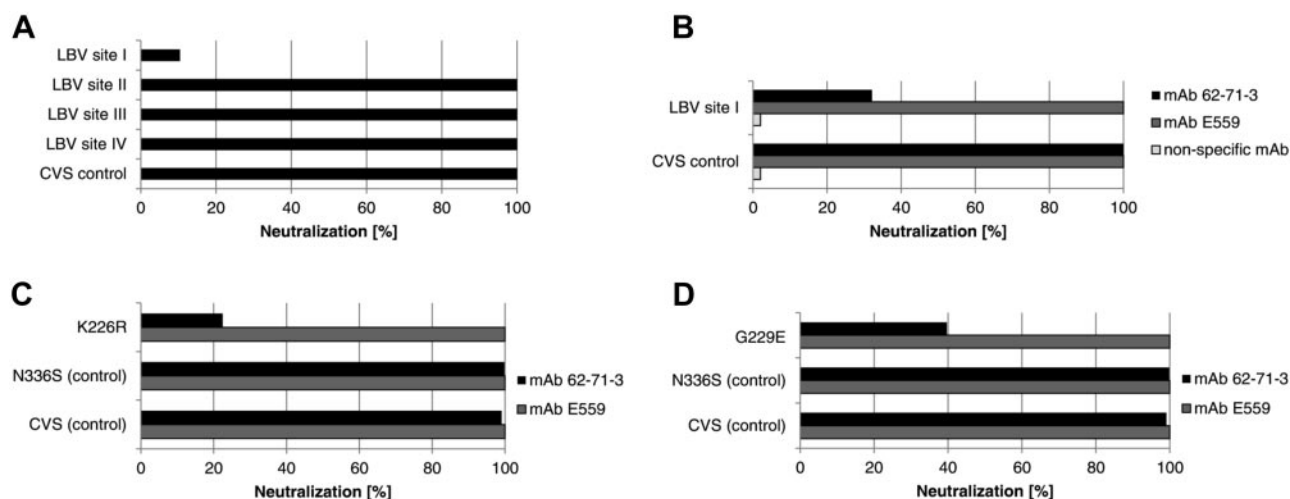 A
LBV site I
LBV site II
LBV site III
LBV site IV
CVS control
0 20 40 60 80 100
Neutralization [%]
B
LBV site I
CVS control
0 20 40 60 80 100
Neutralization [%]
mAb 62-71-3
mAb E559
non-specific mAb
C
K226R
N336S (control)
CVS (control)
0 20 40 60 80 100
Neutralization [%]
mAb 62-71-3
mAb E559
D
G229E
N336S (control)
CVS (control)
0 20 40 60 80 100
Neutralization [%]
mAb 62-71-3
mAb E559